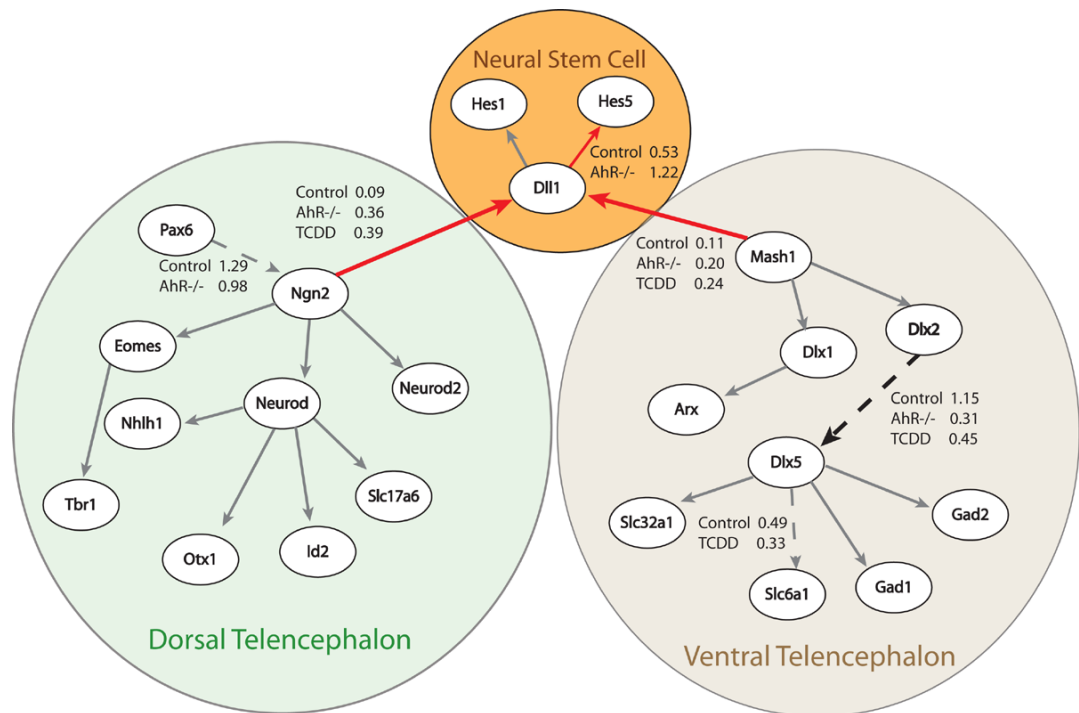 Neural Stem Cell
Hes1
Hes5
Control 0.53
AhR-/- 1.22
Dll1
Control 0.09
AhR-/- 0.36
TCDD 0.39
Pax6
Control 1.29
AhR-/- 0.98
Ngn2
Eomes
Neurod2
Neurod
Nhlh1
Slc17a6
Tbr1
Id2
Otx1
Dorsal Telencephalon
Control 0.11
AhR-/- 0.20
TCDD 0.24
Mash1
Dlx2
Dlx1
Arx
Control 1.15
AhR-/- 0.31
TCDD 0.45
Dlx5
Slc32a1
Control 0.49
TCDD 0.33
Gad2
Gad1
Slc6a1
Ventral Telencephalon